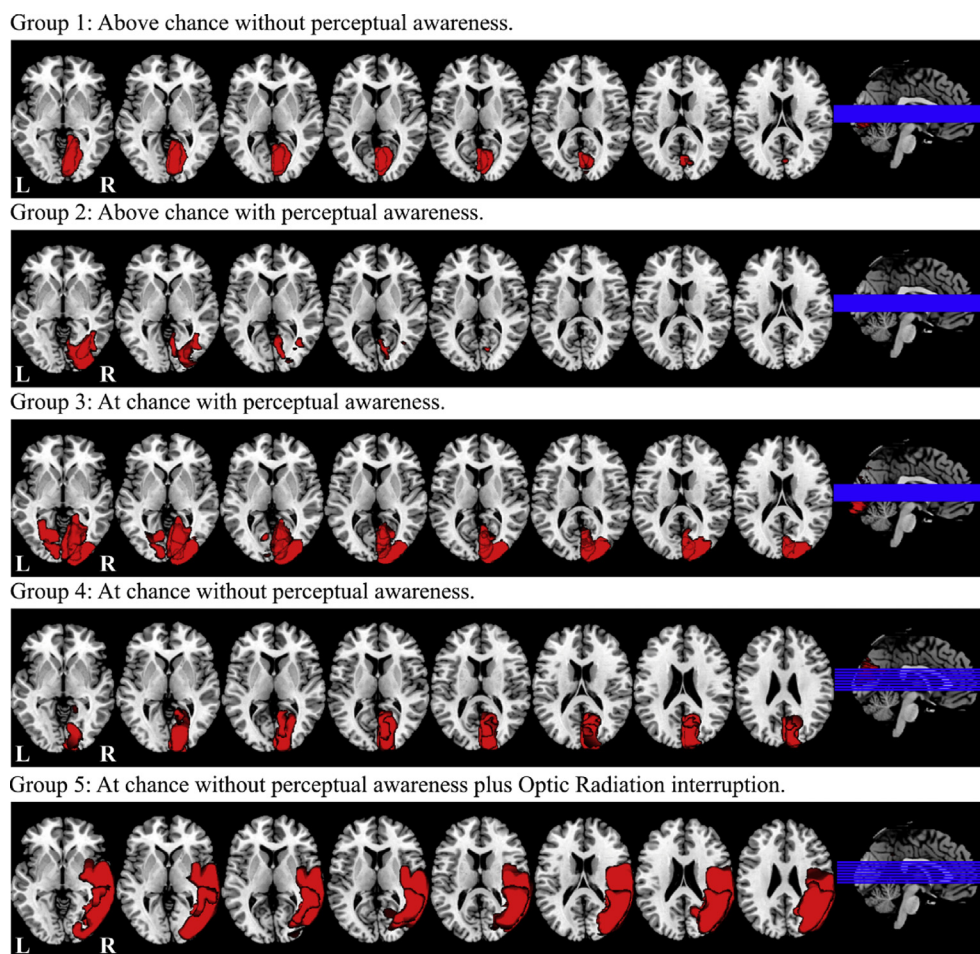 Group 1: Above chance without perceptual awareness.
L R
Group 2: Above chance with perceptual awareness.
L R
Group 3: At chance with perceptual awareness.
L R
Group 4: At chance without perceptual awareness.
L R
Group 5: At chance without perceptual awareness plus Optic Radiation interruption.
L R